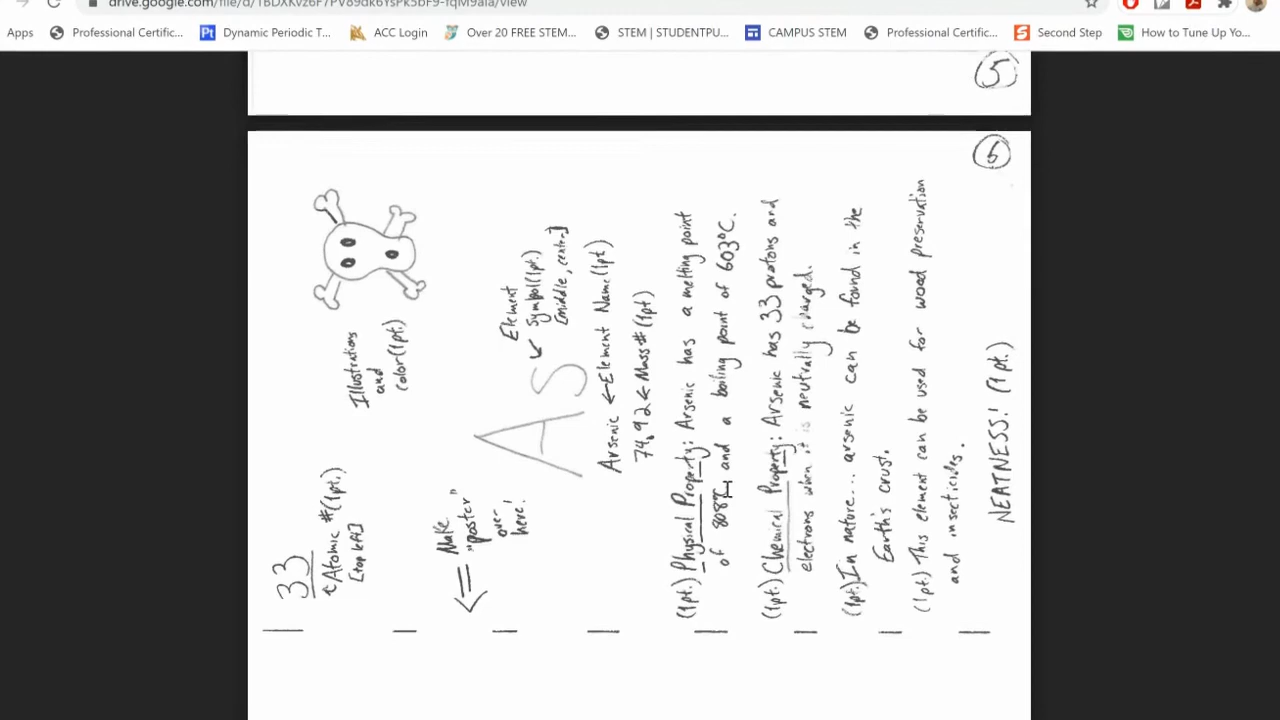 drive.google.com/file/d/1BDXKvz6F7PV89dk6YsPk5bF9-fqiM9ala/view
Apps
Professional Certific...
Dynamic Periodic T...
ACC Login
Over 20 FREE STEM...
STEM | STUDENTPU...
CAMPUS STEM
Professional Certific...
Second Step
How to Tune Up Yo...
5
6
33
Atomic #(1pt.)
[top left]
Illustrations
and
color(1pt.)
Make
"poster"
over
here!
As
Element
Symbol(1pt.)
[middle, center]
Arsenic ← Element Name(1pt)
74.92 ← Mass #(1pt)
(1pt.) Physical Property: Arsenic has a melting point
of 808°C and a boiling point of 603°C.
(1pt.) Chemical Property: Arsenic has 33 protons and
electrons when it is neutrally charged.
(1pt.) In nature... arsenic can be found in the
Earth's crust.
(1pt.) This element can be used for wood preservation
and insecticides.
NEATNESS! (1pt.)